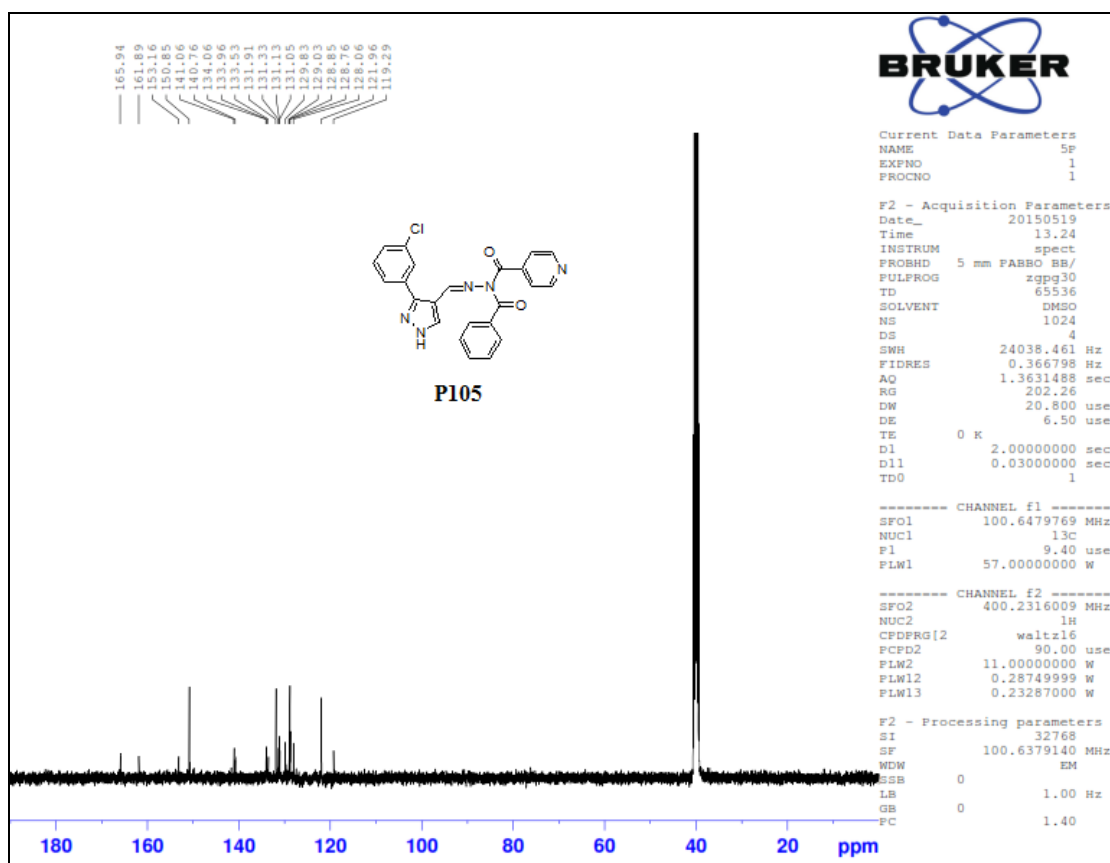 165.94
161.89
153.16
150.85
141.06
140.76
134.06
133.96
133.53
131.91
131.33
131.13
131.05
129.83
129.03
128.85
128.76
128.06
121.96
119.29
BRUKER
Cl
O
N
N
N
O
N
NH
P105
Current Data Parameters
NAME 5P
EXPNO 1
PROCNO 1
F2 - Acquisition Parameters
Date_ 20150519
Time 13.24
INSTRUM spect
PROBHD 5 mm PABBO BB/
PULPROG zgpg30
TD 65536
SOLVENT DMSO
NS 1024
DS 4
SWH 24038.461 Hz
FIDRES 0.366798 Hz
AQ 1.3631488 sec
RG 202.26
DW 20.800 use
DE 6.50 use
TE 0 K
D1 2.00000000 sec
D11 0.03000000 sec
TD0 1
======== CHANNEL f1 =======
SFO1 100.6479769 MHz
NUC1 13C
P1 9.40 use
PLW1 57.00000000 W
======== CHANNEL f2 =======
SFO2 400.2316009 MHz
NUC2 1H
CPDPRG[2 waltz16
PCPD2 90.00 use
PLW2 11.00000000 W
PLW12 0.28749999 W
PLW13 0.23287000 W
F2 - Processing parameters
SI 32768
SF 100.6379140 MHz
WDW EM
SSB 0
LB 1.00 Hz
GB 0
PC 1.40
180 160 140 120 100 80 60 40 20 ppm